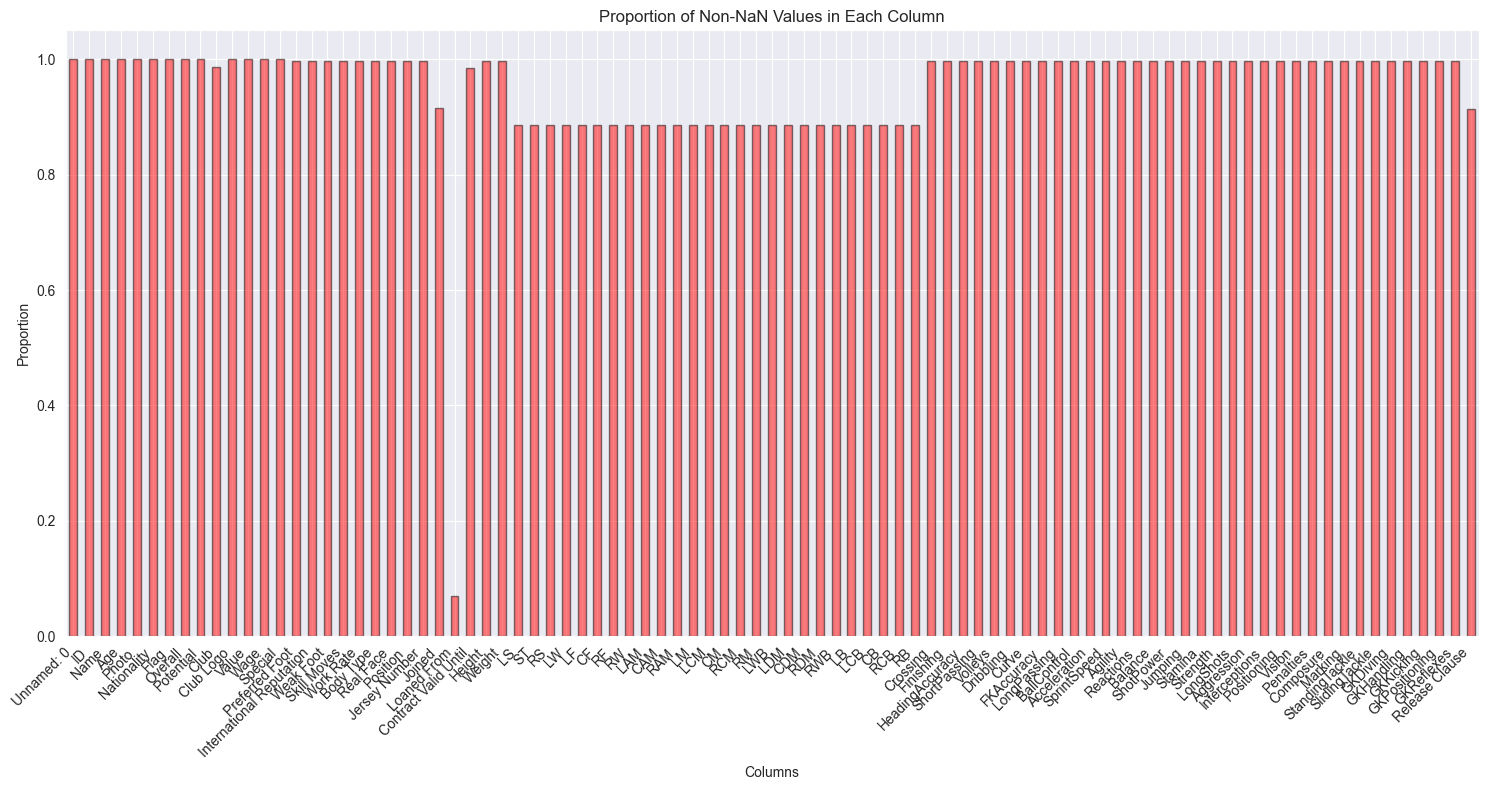 Proportion of Non-NaN Values in Each Column
Proportion
1.0
0.8
0.6
0.4
0.2
0.0
Unnamed: 0
ID
Name
Age
Photo
Nationality
Flag
Overall
Potential
Club
Club Logo
Value
Wage
Special
Preferred Foot
International Reputation
Weak Foot
Skill Moves
Work Rate
Body Type
Real Face
Position
Jersey Number
Joined
Loaned From
Contract Valid Until
Height
Weight
LS
ST
RS
LW
LF
CF
RF
RW
LAM
CAM
RAM
LM
LCM
CM
RCM
RM
LWB
LDM
CDM
RDM
RWB
LB
LCB
CB
RCB
RB
Crossing
Finishing
HeadingAccuracy
ShortPassing
Volleys
Dribbling
Curve
FKAccuracy
LongPassing
BallControl
Acceleration
SprintSpeed
Agility
Reactions
Balance
ShotPower
Jumping
Stamina
Strength
LongShots
Aggression
Interceptions
Positioning
Vision
Penalties
Composure
Marking
StandingTackle
SlidingTackle
GKDiving
GKHandling
GKKicking
GKPositioning
GKReflexes
Release Clause
Columns